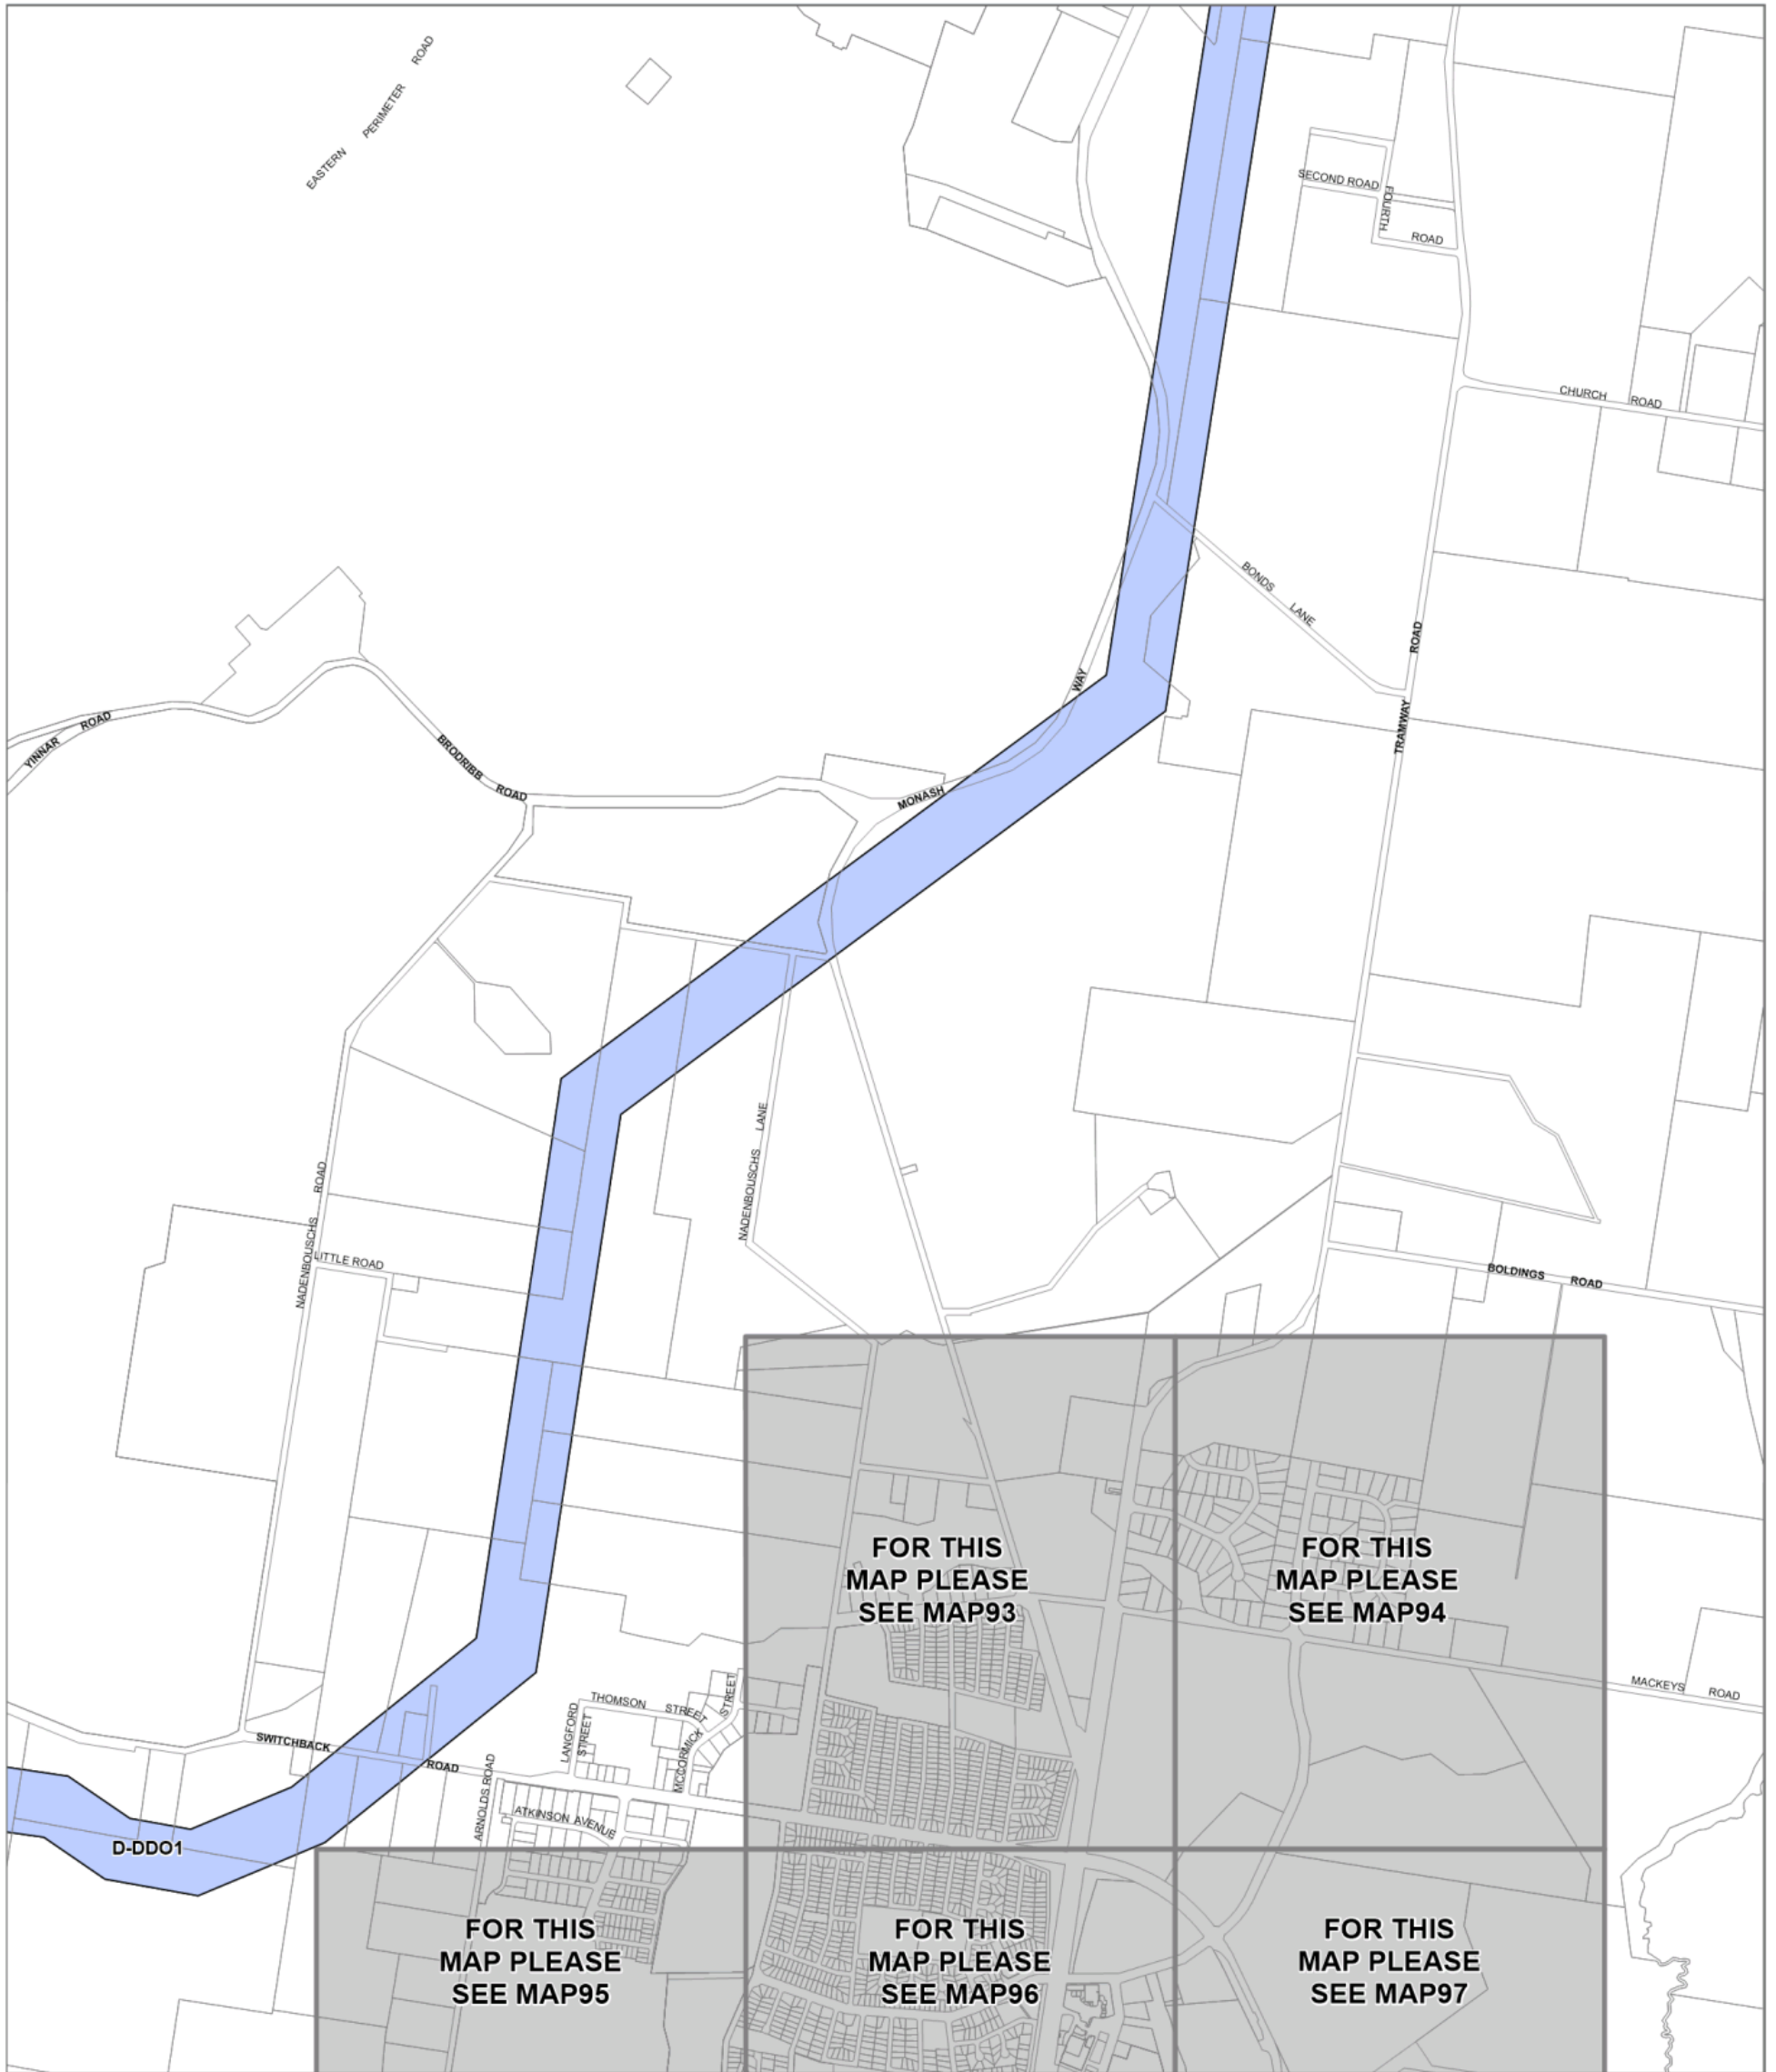 EASTERN PERIMETER ROAD
SECOND ROAD
FOURTH
ROAD
CHURCH ROAD
BONDS LANE
TRAMWAY ROAD
YINNAR ROAD
BRODRIBB ROAD
MONASH WAY
NADENBOUSCHS LANE
NADENBOUSCHS ROAD
LITTLE ROAD
BOLDINGS ROAD
FOR THIS
MAP PLEASE
SEE MAP93
FOR THIS
MAP PLEASE
SEE MAP94
MACKEYS ROAD
THOMSON STREET
LANGFORD
STREET
MCCORMICK STREET
SWITCHBACK ROAD
ARNOLDS ROAD
ATKINSON AVENUE
D-DDO1
FOR THIS
MAP PLEASE
SEE MAP95
FOR THIS
MAP PLEASE
SEE MAP96
FOR THIS
MAP PLEASE
SEE MAP97